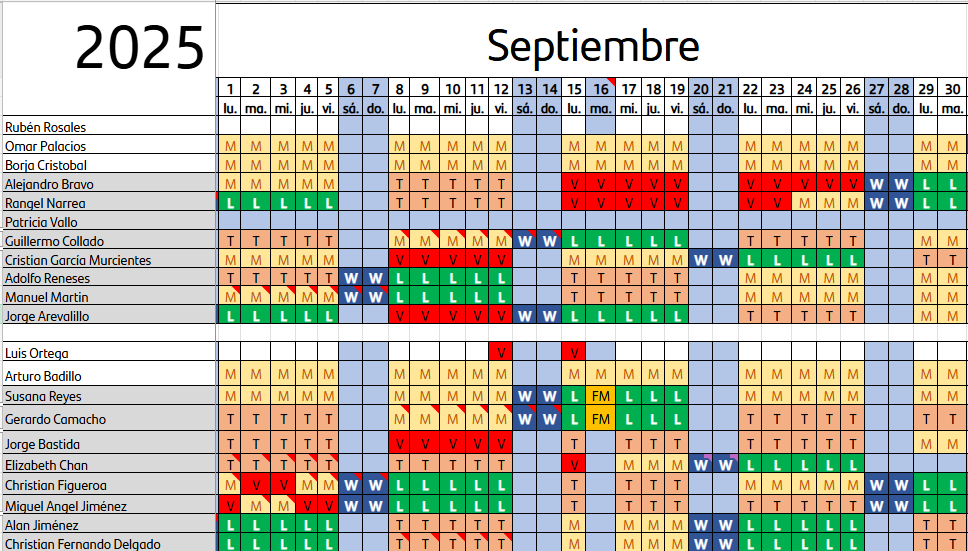 2025 Septiembre
1 2 3 4 5 6 7 8 9 10 11 12 13 14 15 16 17 18 19 20 21 22 23 24 25 26 27 28 29 30
lu. ma. mi. ju. vi. sá. do. lu. ma. mi. ju. vi. sá. do. lu. ma. mi. ju. vi. sá. do. lu. ma. mi. ju. vi. sá. do. lu. ma.
Rubén Rosales
Omar Palacios M M M M M M M M M M M M M M M M M M M M M M
Borja Cristobal M M M M M M M M M M M M M M M M M M M M M M
Alejandro Bravo M M M M M T T T T T V V V V V V V V V V W W L L
Rangel Narrea L L L L L T T T T T V V V V V V V M M M W W L L
Patricia Vallo
Guillermo Collado T T T T T M M M M M W W L L L L L T T T T T M M
Cristian García Murcientes M M M M M V V V V V M M M M M W W L L L L L T T
Adolfo Reneses T T T T T W W L L L L L T T T T T M M M M M M M
Manuel Martin M M M M M W W L L L L L T T T T T M M M M M M M
Jorge Arevalillo L L L L L V V V V V W W L L L L L T T T T T M M
Luis Ortega V V
Arturo Badillo M M M M M M M M M M M M M M M M M M M M M M
Susana Reyes M M M M M M M M M M W W L FM L L L M M M M M M M
Gerardo Camacho T T T T T M M M M M W W L FM L L L T T T T T T T
Jorge Bastida T T T T T V V V V V T T T T M M M M M M M
Elizabeth Chan T T T T T T T T T T V M M M W W L L L L L
Christian Figueroa M V V M M W W L L L L L T T T T T T T T T W W L L
Miguel Angel Jiménez V M M V V W W L L L L L T T T T T T T T T W W L L
Alan Jiménez L L L L L T T T T T M M M M W W L L L L L T T
Christian Fernando Delgado L L L L L T T T T T M M M M W W L L L L L T T